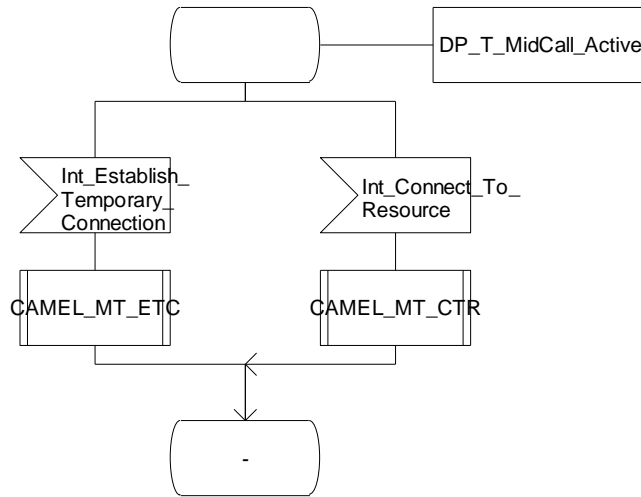 DP_T_MidCall_Active
Int_Establish_
Temporary_
Connection
Int_Connect_To_
Resource
CAMEL_MT_ETC
CAMEL_MT_CTR
-